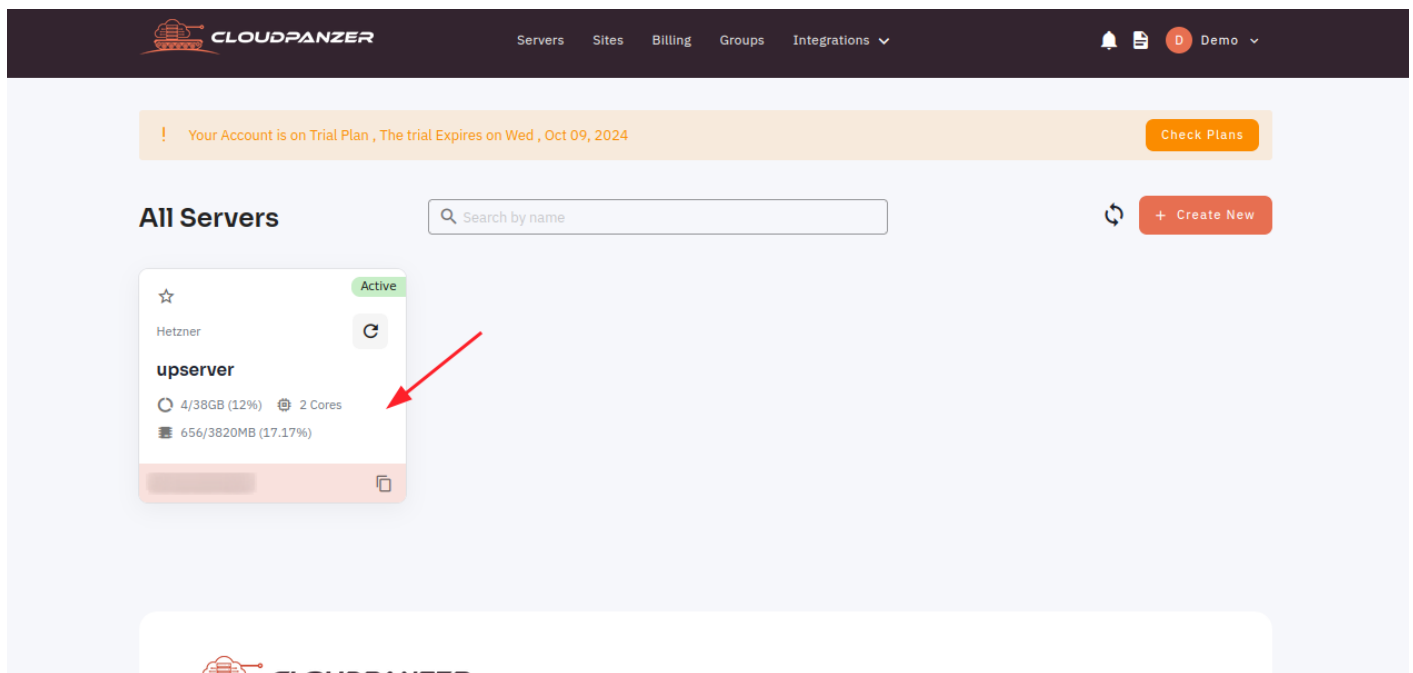 CLOUDPANZER
Servers Sites Billing Groups Integrations
D Demo
! Your Account is on Trial Plan , The trial Expires on Wed , Oct 09, 2024
Check Plans
All Servers
Search by name
+ Create New
Active
Hetzner
upserver
4/38GB (12%) 2 Cores
656/3820MB (17.17%)
CLOUDPANZER